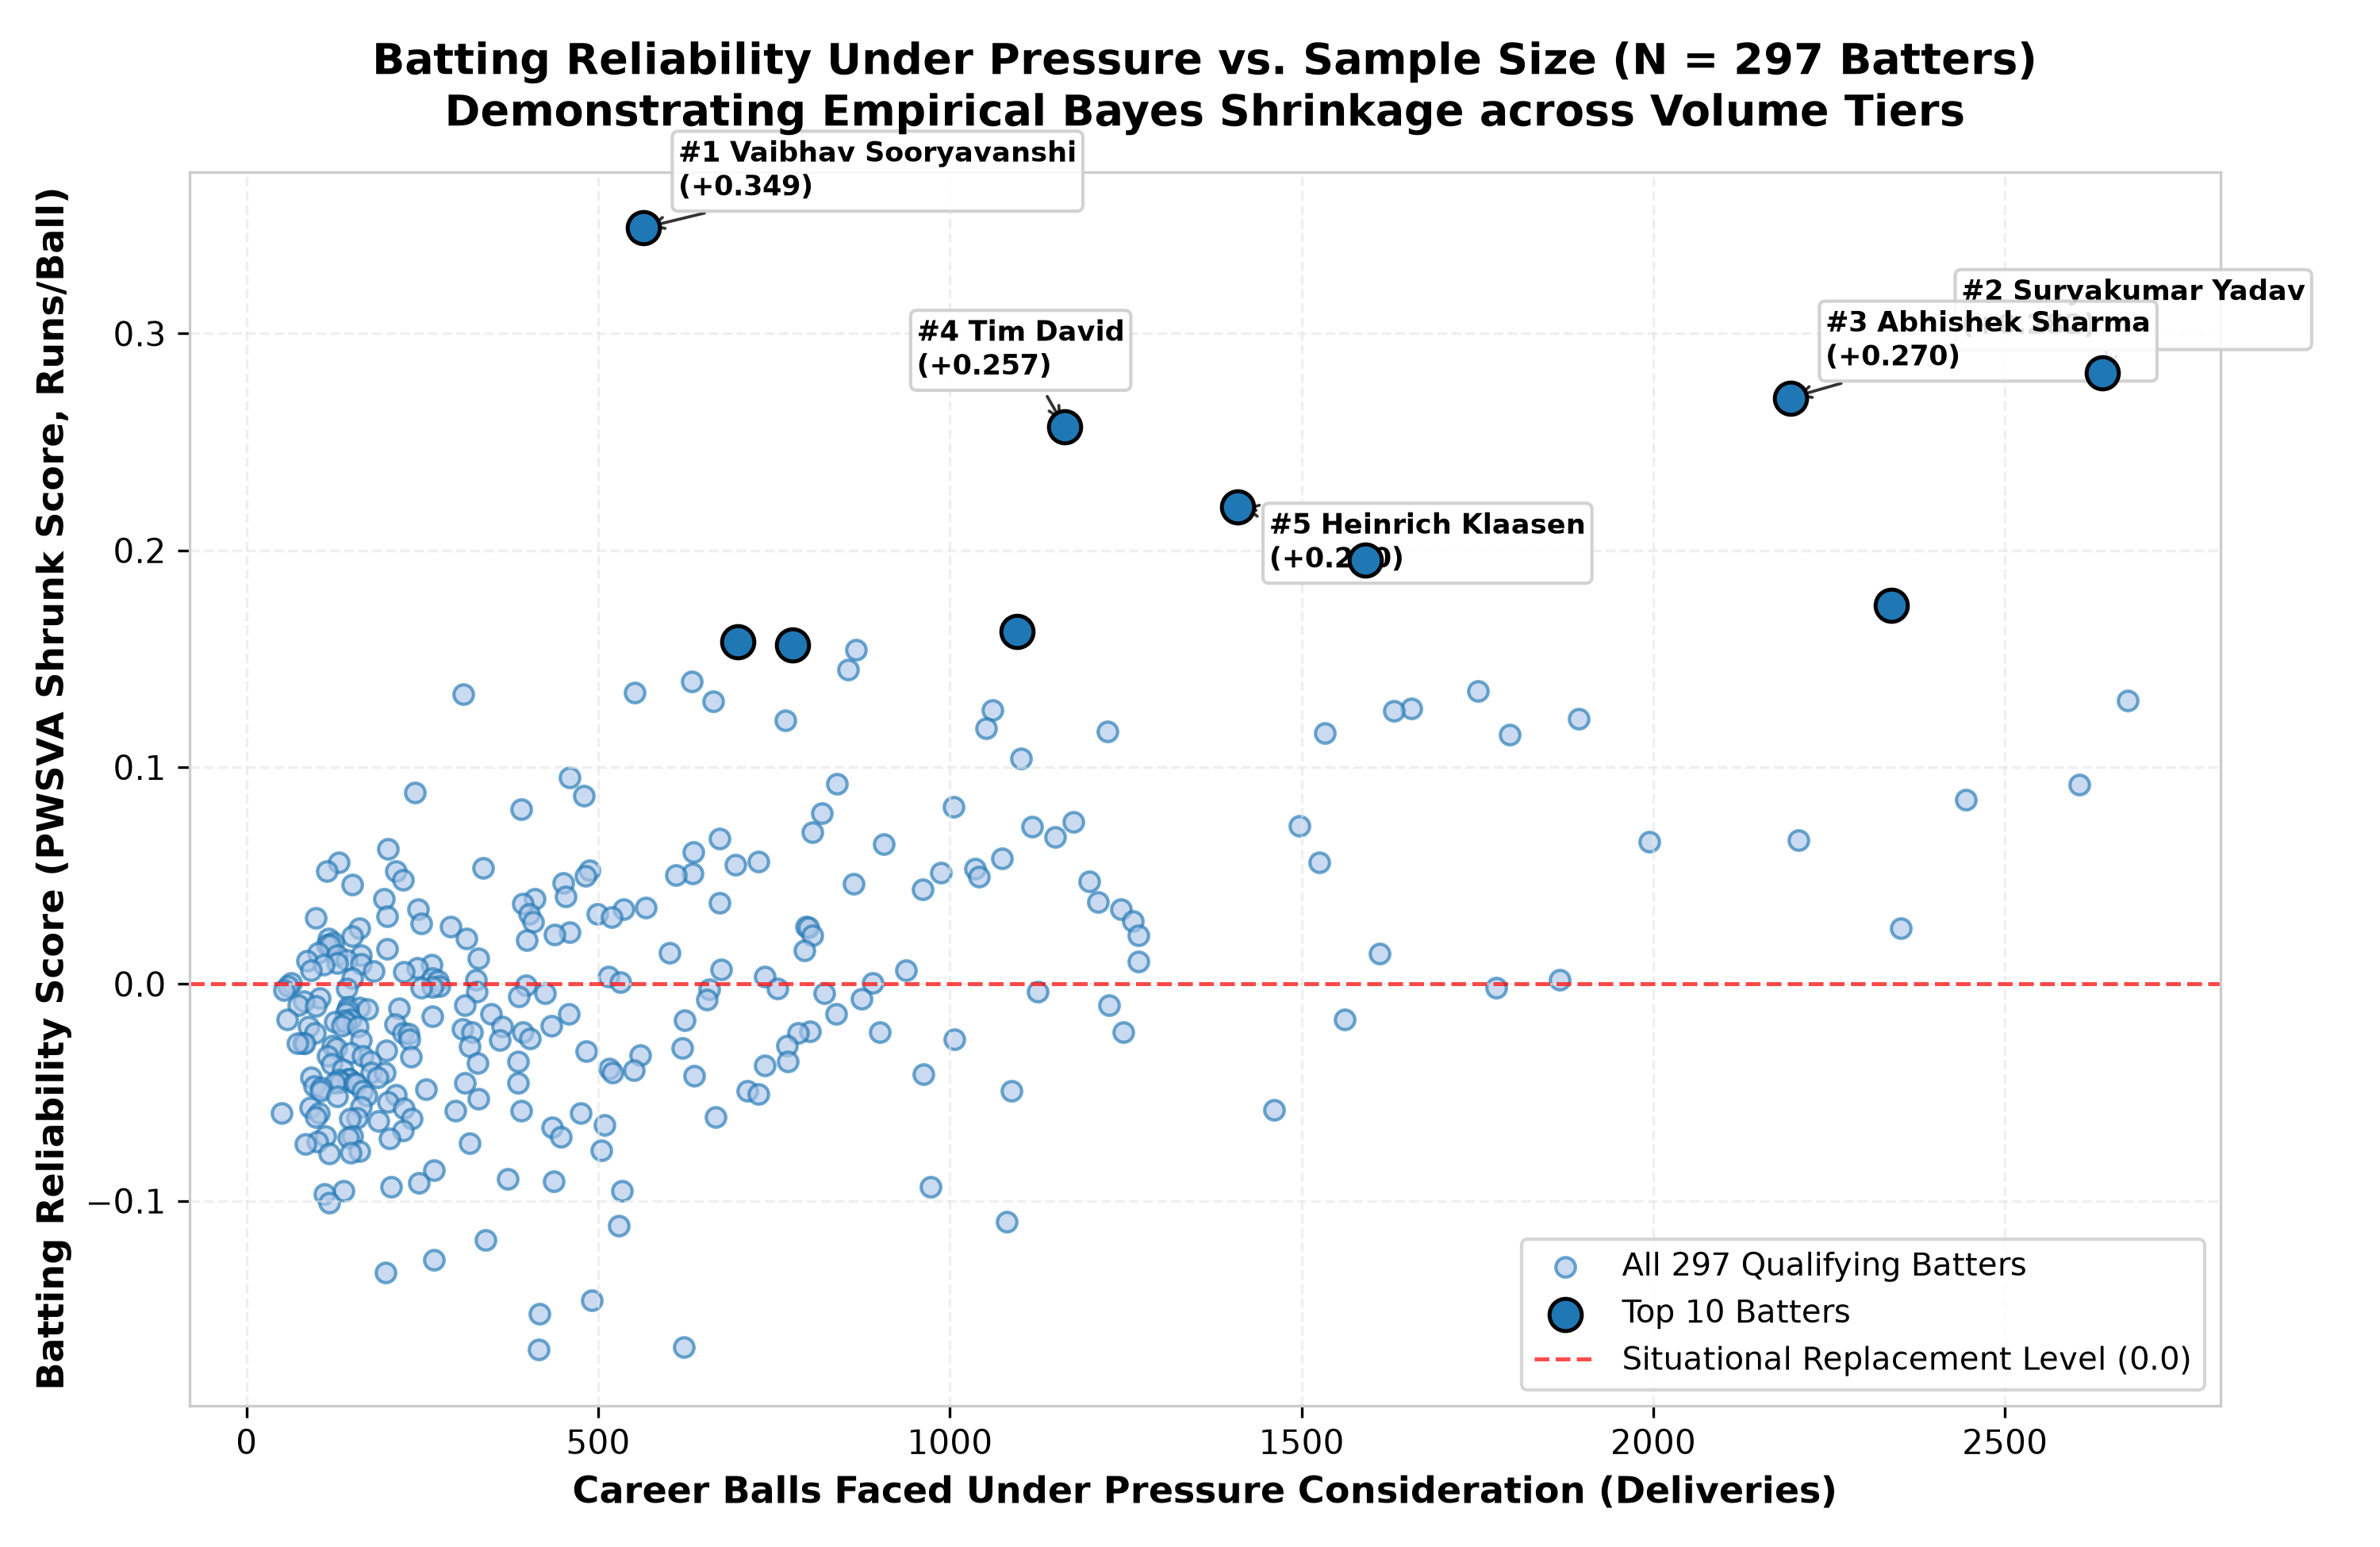 Batting Reliability Under Pressure vs. Sample Size (N = 297 Batters)
Demonstrating Empirical Bayes Shrinkage across Volume Tiers
#1 Vaibhav Sooryavanshi
(+0.349)
#2 Suryakumar Yadav
#3 Abhishek Sharma
(+0.270)
#4 Tim David
(+0.257)
#5 Heinrich Klaasen
Batting Reliability Score (PWSVA Shrunk Score, Runs/Ball)
0.3
0.2
0.1
0.0
−0.1
0
500
1000
1500
2000
2500
Career Balls Faced Under Pressure Consideration (Deliveries)
All 297 Qualifying Batters
Top 10 Batters
Situational Replacement Level (0.0)